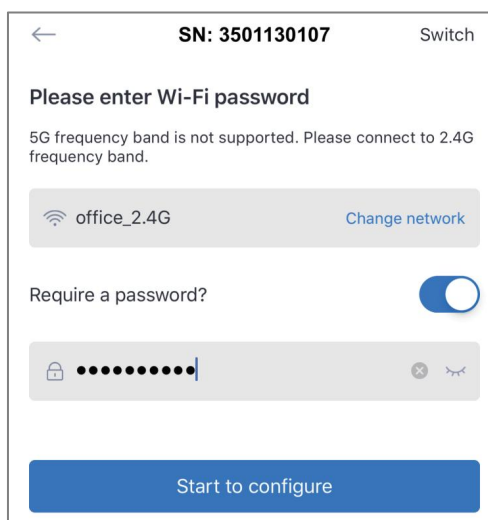 SN: 3501130107 Switch
Please enter Wi-Fi password
5G frequency band is not supported. Please connect to 2.4G
frequency band.
office_2.4G Change network
Require a password?
●●●●●●●●●●
Start to configure